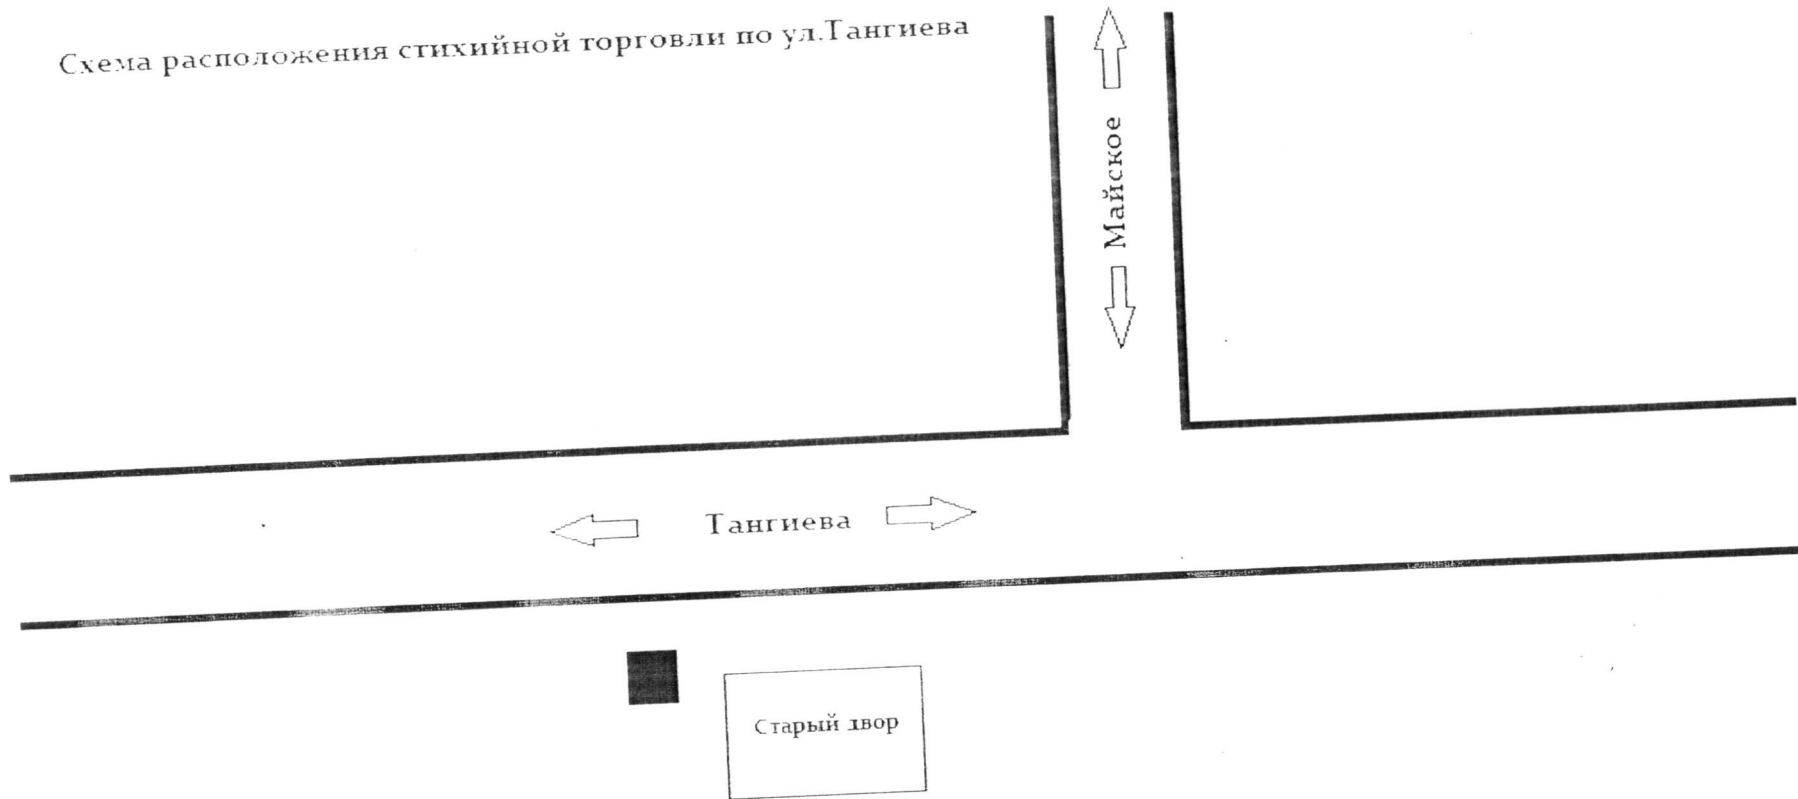 Схема расположения стихийной торговли по ул.Тангиева
Майское
Тангиева
Старый двор